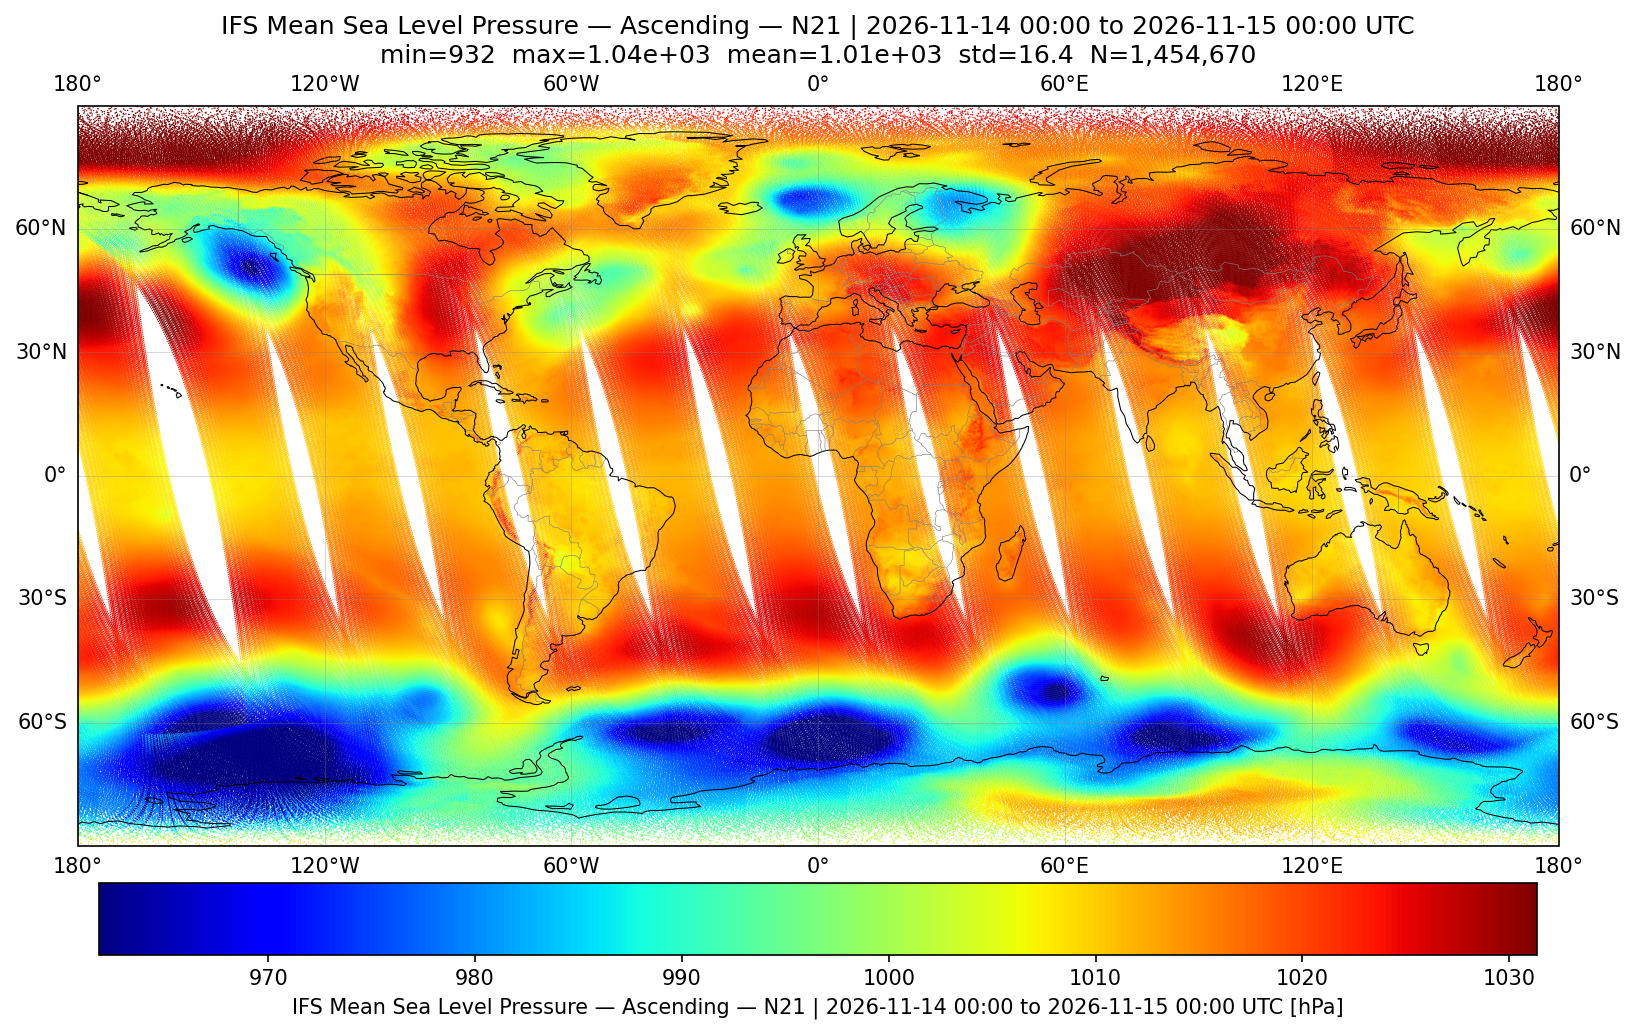 IFS Mean Sea Level Pressure — Ascending — N21 | 2026-11-14 00:00 to 2026-11-15 00:00 UTC
min=932 max=1.04e+03 mean=1.01e+03 std=16.4 N=1,454,670
180° 120°W 60°W 0° 60°E 120°E 180°
60°N 60°N
30°N 30°N
0° 0°
30°S 30°S
60°S 60°S
180° 120°W 60°W 0° 60°E 120°E 180°
970 980 990 1000 1010 1020 1030
IFS Mean Sea Level Pressure — Ascending — N21 | 2026-11-14 00:00 to 2026-11-15 00:00 UTC [hPa]